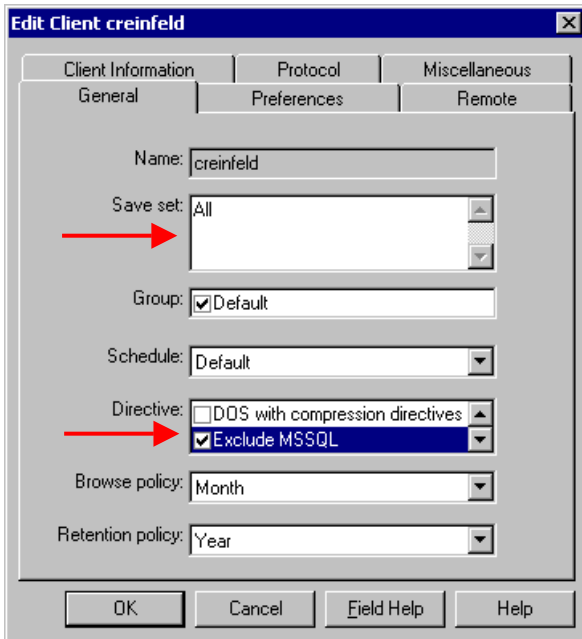 Edit Client creinfeld
Client Information Protocol Miscellaneous
General Preferences Remote
Name: creinfeld
Save set: All
Group: Default
Schedule: Default
Directive: DOS with compression directives
Exclude MSSQL
Browse policy: Month
Retention policy: Year
OK Cancel Field Help Help